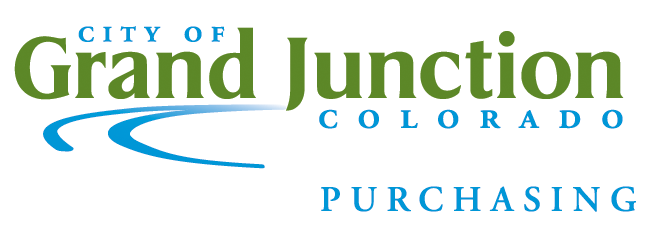 CITY OF
Grand Junction
COLORADO
PURCHASING